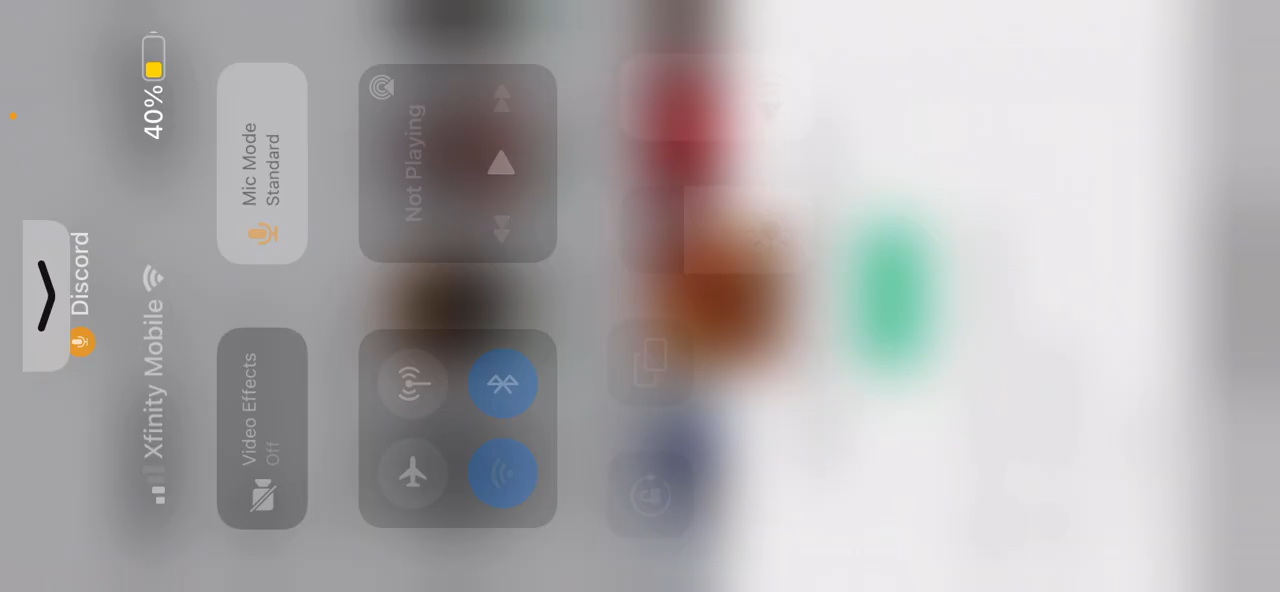 Discord
Xfinity Mobile
40%
Video Effects
Off
Mic Mode
Standard
Not Playing